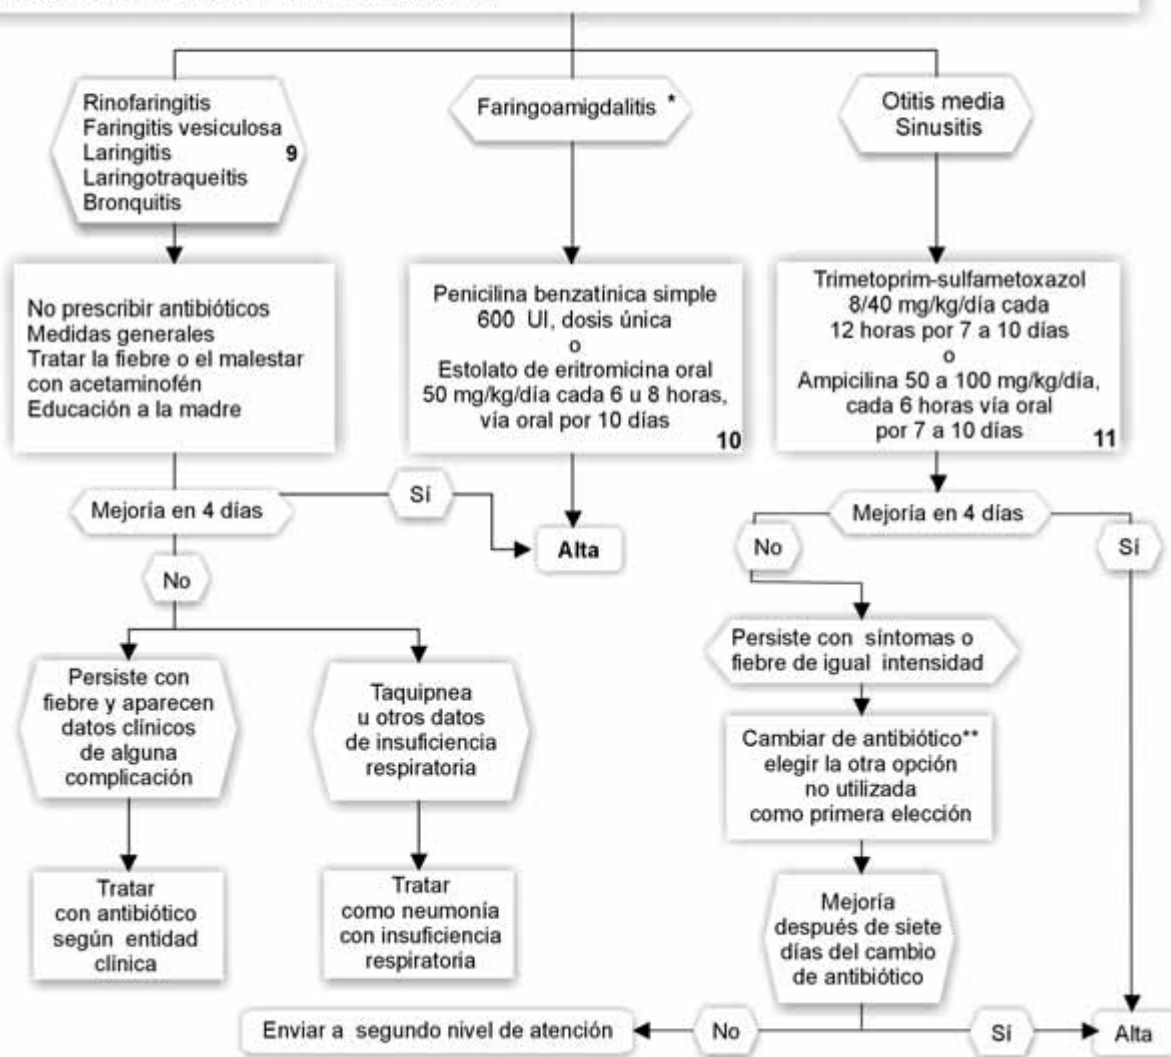 Rinofaringitis
Faringitis vesiculosa
Laringitis 9
Laringotraqueítis
Bronquitis
Faringoamigdalitis *
Otitis media
Sinusitis
No prescribir antibióticos
Medidas generales
Tratar la fiebre o el malestar
con acetaminofén
Educación a la madre
Penicilina benzatínica simple
600 UI, dosis única
o
Estolato de eritromicina oral
50 mg/kg/día cada 6 u 8 horas,
vía oral por 10 días
10
Trimetoprim-sulfametoxazol
8/40 mg/kg/día cada
12 horas por 7 a 10 días
o
Ampicilina 50 a 100 mg/kg/día,
cada 6 horas vía oral
por 7 a 10 días
11
Mejoría en 4 días
Sí
Alta
No
Mejoría en 4 días
No
Sí
Persiste con
fiebre y aparecen
datos clínicos
de alguna
complicación
Taquipnea
u otros datos
de insuficiencia
respiratoria
Persiste con síntomas o
fiebre de igual intensidad
Cambiar de antibiótico**
elegir la otra opción
no utilizada
como primera elección
Tratar
con antibiótico
según entidad
clínica
Tratar
como neumonía
con insuficiencia
respiratoria
Mejoría
después de siete
días del cambio
de antibiótico
Enviar a segundo nivel de atención
No
Sí
Alta